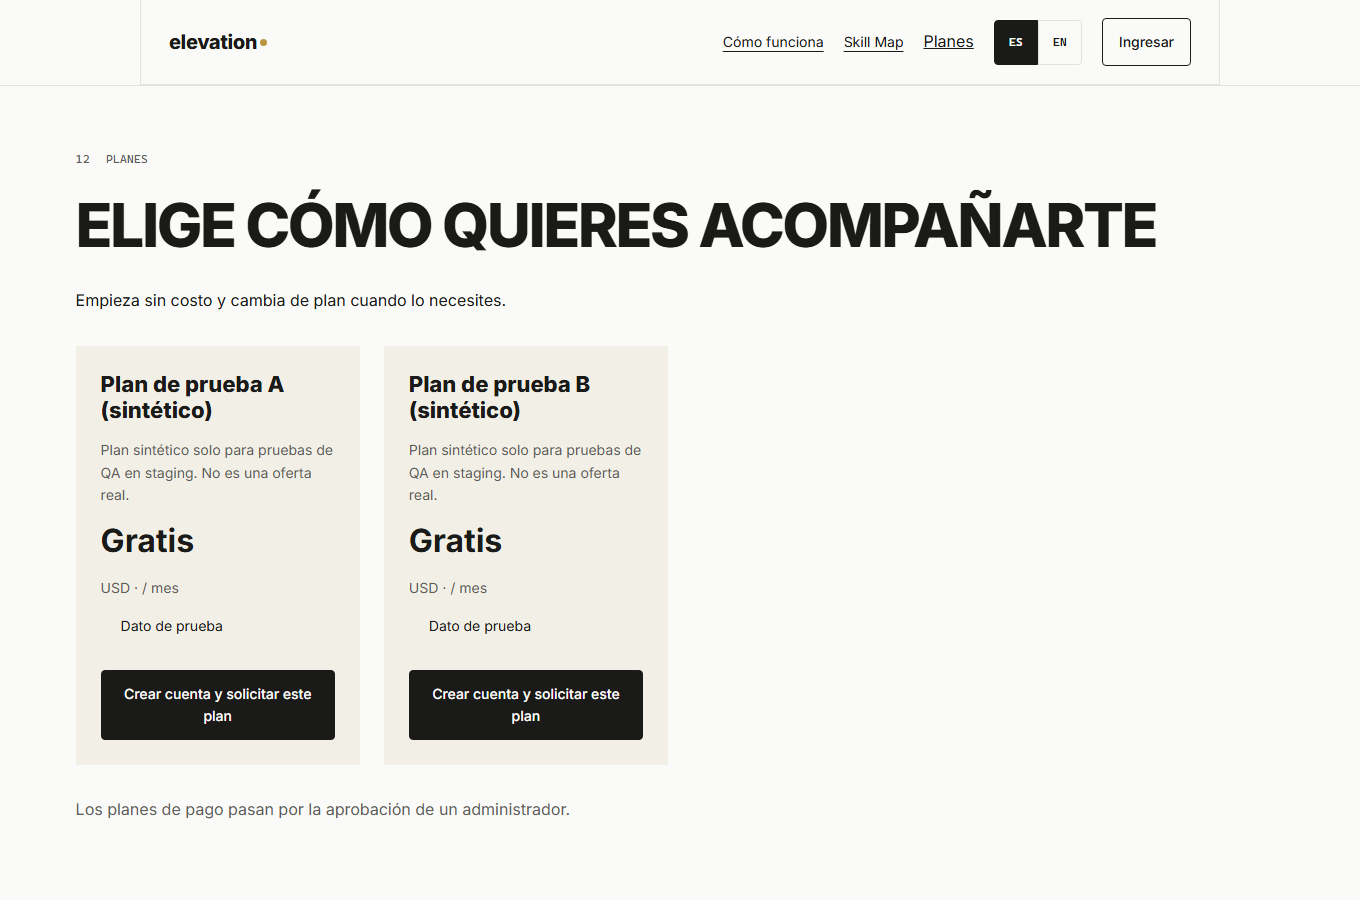 elevation
Cómo funciona Skill Map Planes ES EN Ingresar
12 PLANES
ELIGE CÓMO QUIERES ACOMPAÑARTE
Empieza sin costo y cambia de plan cuando lo necesites.
Plan de prueba A
(sintético)
Plan sintético solo para pruebas de
QA en staging. No es una oferta
real.
Gratis
USD · / mes
Dato de prueba
Crear cuenta y solicitar este
plan
Plan de prueba B
(sintético)
Plan sintético solo para pruebas de
QA en staging. No es una oferta
real.
Gratis
USD · / mes
Dato de prueba
Crear cuenta y solicitar este
plan
Los planes de pago pasan por la aprobación de un administrador.